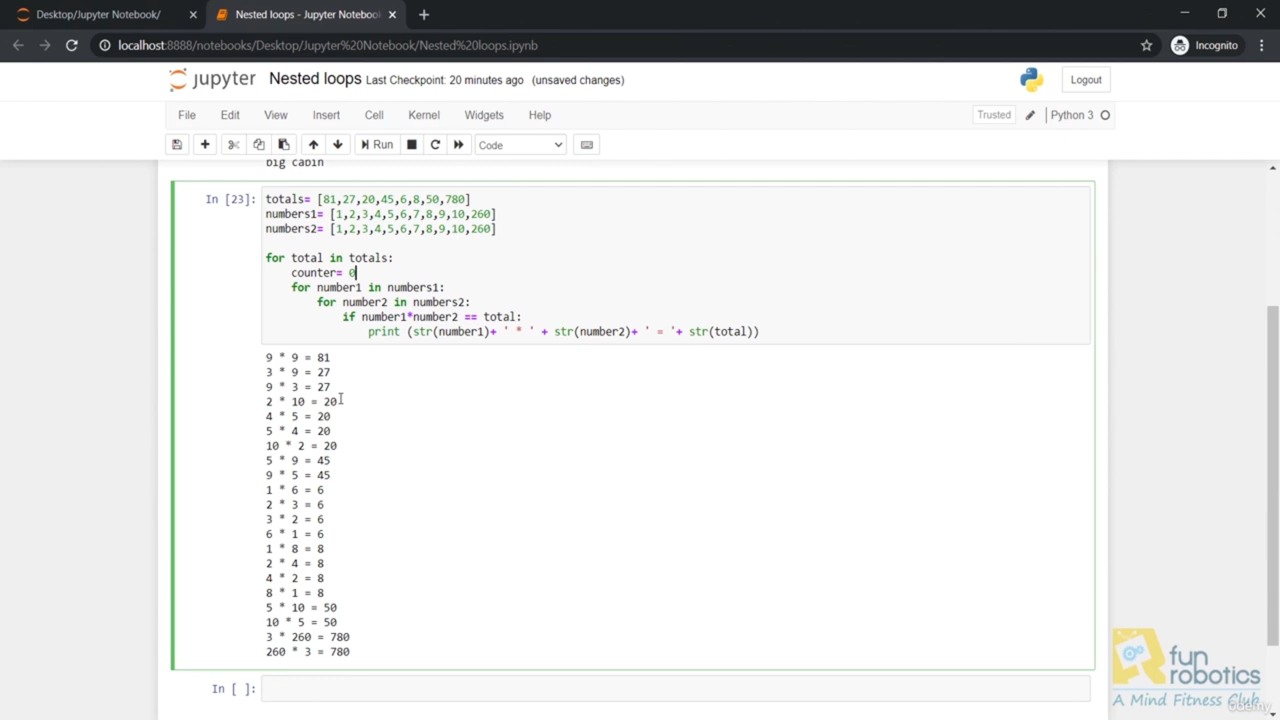 Desktop/Jupyter Notebook/
Nested loops - Jupyter Notebook
localhost:8888/notebooks/Desktop/Jupyter%20Notebook/Nested%20loops.ipynb
Incognito
jupyter Nested loops Last Checkpoint: 20 minutes ago (unsaved changes)
Logout
File Edit View Insert Cell Kernel Widgets Help
Trusted Python 3
Run Code
big cabin
In [23]:
totals= [81,27,20,45,6,8,50,780]
numbers1= [1,2,3,4,5,6,7,8,9,10,260]
numbers2= [1,2,3,4,5,6,7,8,9,10,260]
for total in totals:
counter= 0
for number1 in numbers1:
for number2 in numbers2:
if number1*number2 == total:
print (str(number1)+ ' * ' + str(number2)+ ' = '+ str(total))
9 * 9 = 81
3 * 9 = 27
9 * 3 = 27
2 * 10 = 20
4 * 5 = 20
5 * 4 = 20
10 * 2 = 20
5 * 9 = 45
9 * 5 = 45
1 * 6 = 6
2 * 3 = 6
3 * 2 = 6
6 * 1 = 6
1 * 8 = 8
2 * 4 = 8
4 * 2 = 8
8 * 1 = 8
5 * 10 = 50
10 * 5 = 50
3 * 260 = 780
260 * 3 = 780
In [ ]:
fun
robotics
A Mind Fitness Club
udemy